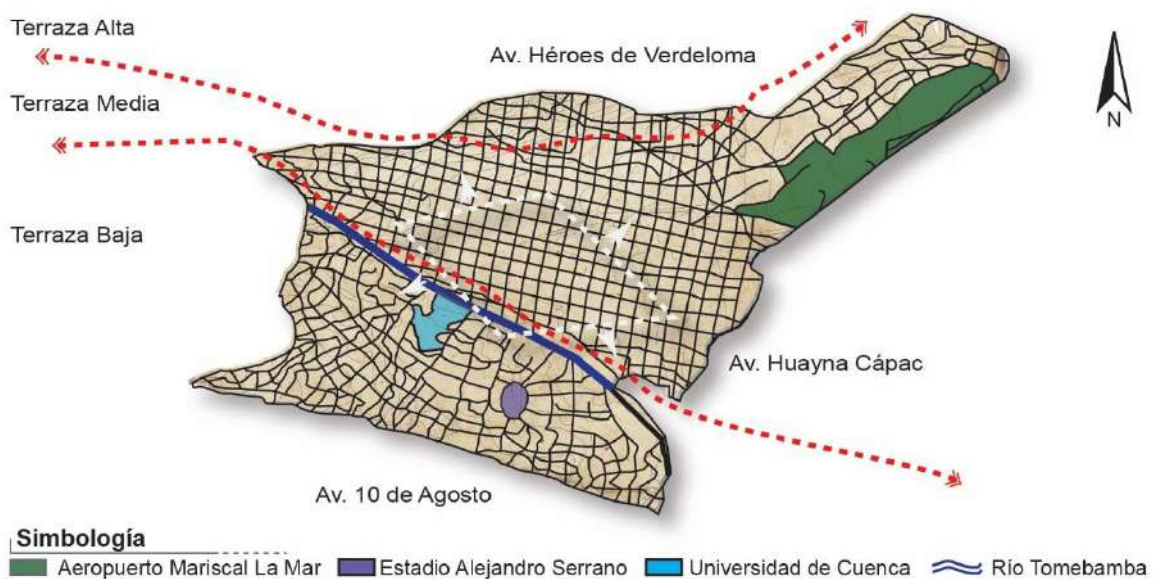 Terraza Alta
Av. Héroes de Verdeloma
Terraza Media
N
Terraza Baja
Av. Huayna Cápac
Av. 10 de Agosto
Simbología
Aeropuerto Mariscal La Mar Estadio Alejandro Serrano Universidad de Cuenca Río Tomebamba